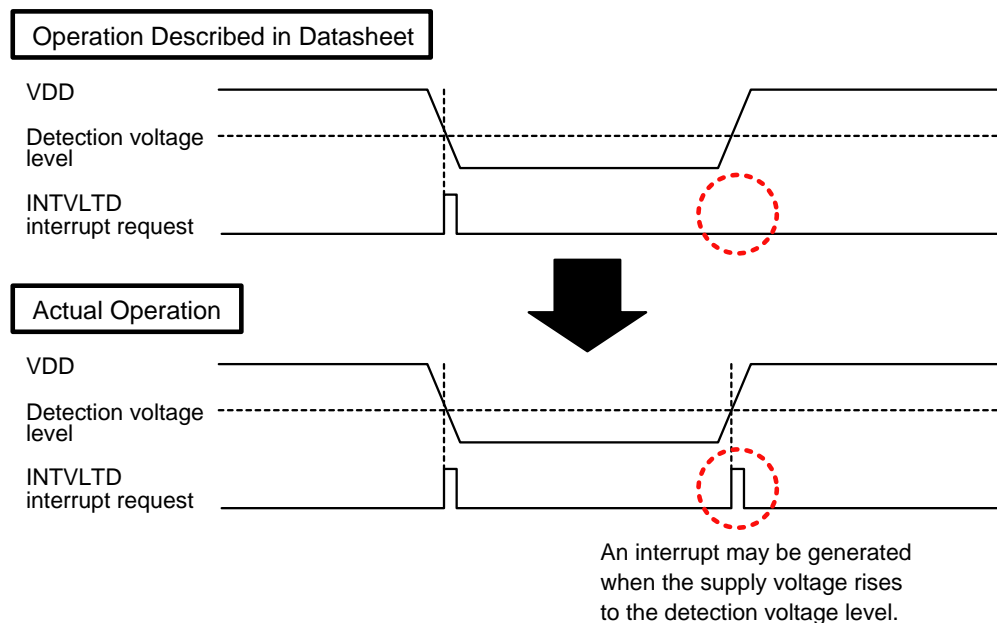 Operation Described in Datasheet
VDD
Detection voltage
level
INTVLTD
interrupt request
Actual Operation
VDD
Detection voltage
level
INTVLTD
interrupt request
An interrupt may be generated
when the supply voltage rises
to the detection voltage level.